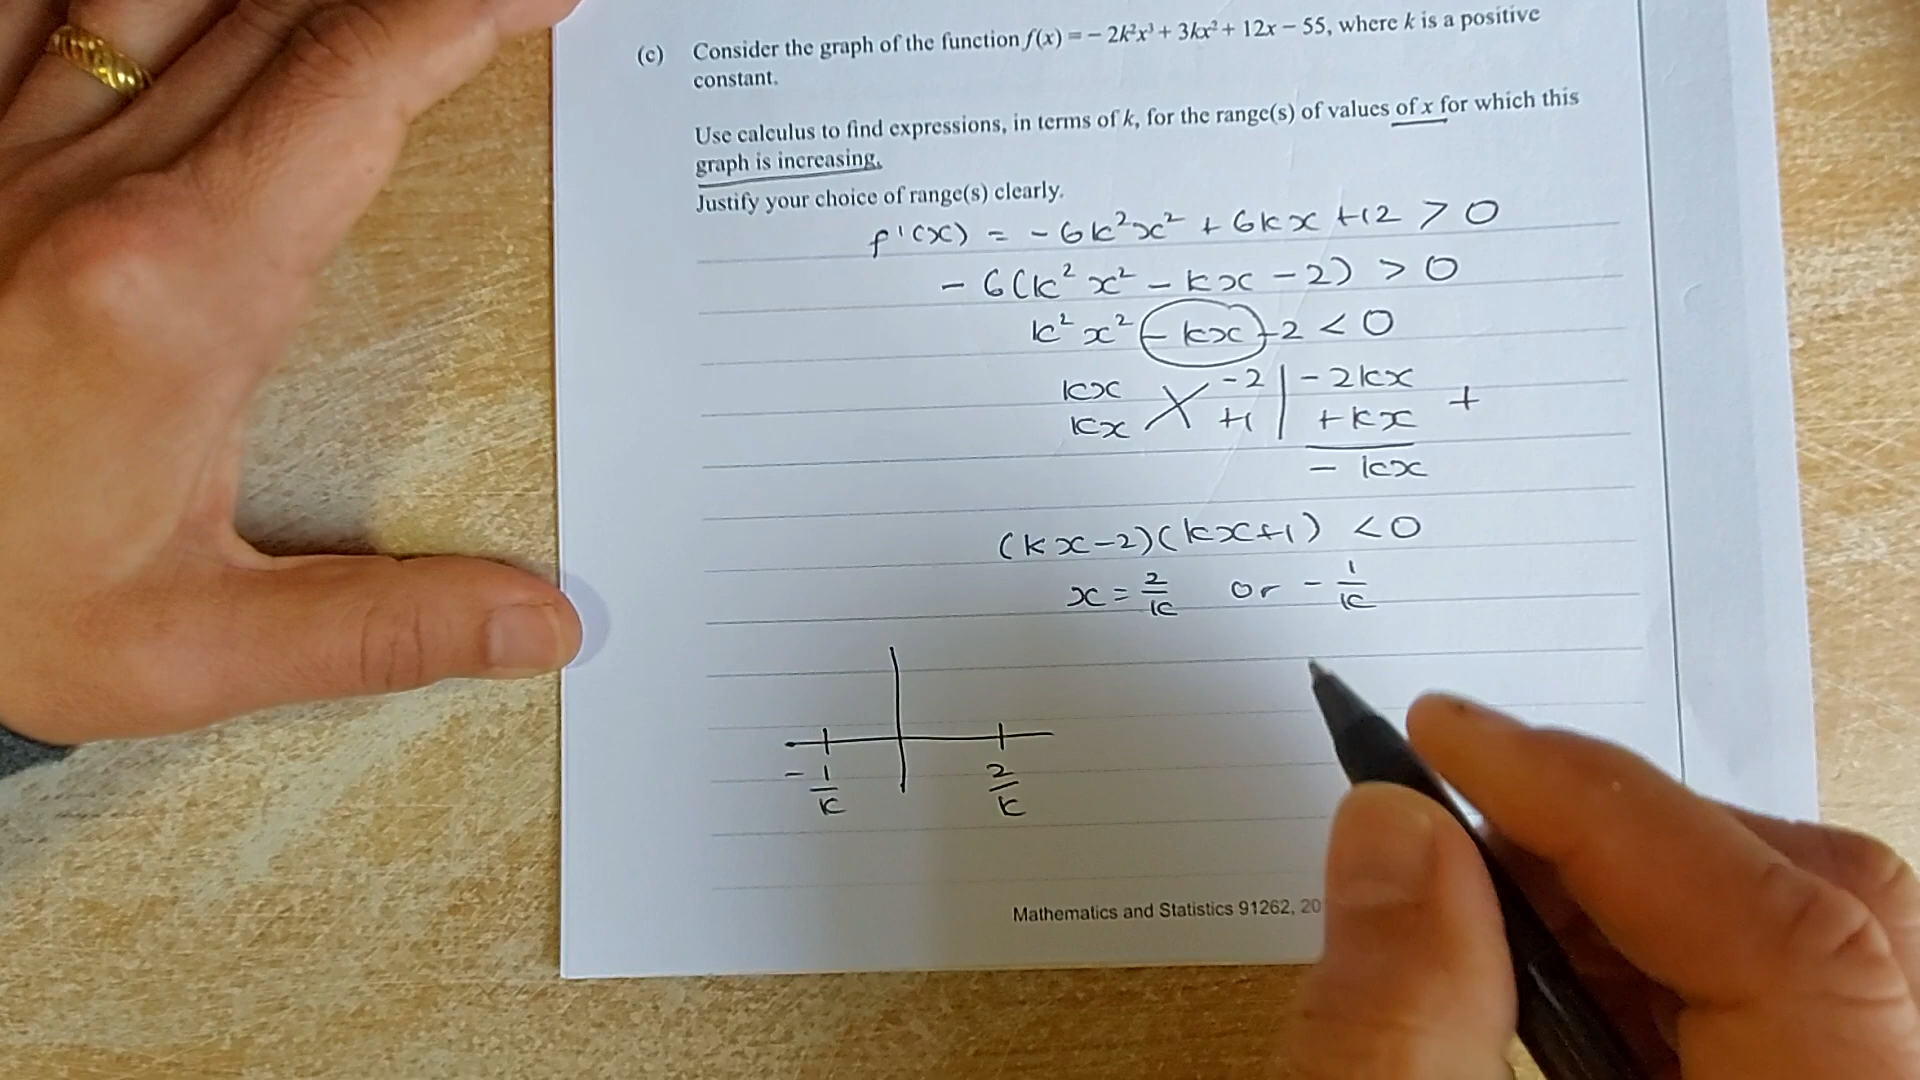 (c) Consider the graph of the function f(x) = − 2k²x³ + 3kx² + 12x − 55, where k is a positive
constant.
Use calculus to find expressions, in terms of k, for the range(s) of values of x for which this
graph is increasing.
Justify your choice of range(s) clearly.
f'(x) = -6k²x² + 6kx +12 > 0
-6(k²x² - kx - 2) > 0
k²x² - kx - 2 < 0
kx -2 | -2kx
kx +1 | +kx +
- kx
(kx-2)(kx+1) < 0
x = 2/k or - 1/k
- 1/k 2/k
Mathematics and Statistics 91262, 20